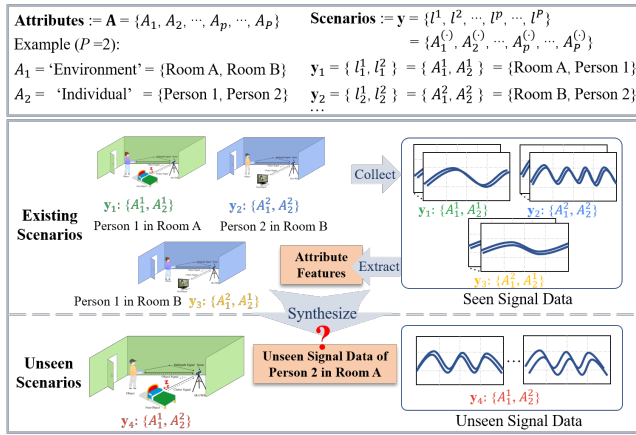 Attributes := A = {A₁, A₂, ⋯, Aₚ, ⋯, A_P}
Example (P =2):
A₁ = 'Environment' = {Room A, Room B}
A₂ = 'Individual' = {Person 1, Person 2}
Scenarios := y = {l¹, l², ⋯, lᵖ, ⋯, l^P}
= {A₁^(·), A₂^(·), ⋯, Aₚ^(·), ⋯, A_P^(·)}
y₁ = { l₁¹, l₁² } = {A₁¹, A₂¹ } = {Room A, Person 1}
y₂ = { l₂¹, l₂² } = {A₁², A₂² } = {Room B, Person 2}
⋯
Existing
Scenarios
y₁: {A₁¹, A₂¹}
Person 1 in Room A
y₂: {A₁², A₂²}
Person 2 in Room B
Person 1 in Room B y₃: {A₁², A₂¹}
Collect
Attribute
Features
Extract
y₁: {A₁¹, A₂¹}
y₂: {A₁², A₂²}
y₃: {A₁², A₂¹}
Seen Signal Data
Synthesize
?
Unseen
Scenarios
y₄: {A₁¹, A₂²}
Unseen Signal Data of
Person 2 in Room A
⋯
y₄: {A₁¹, A₂²}
Unseen Signal Data